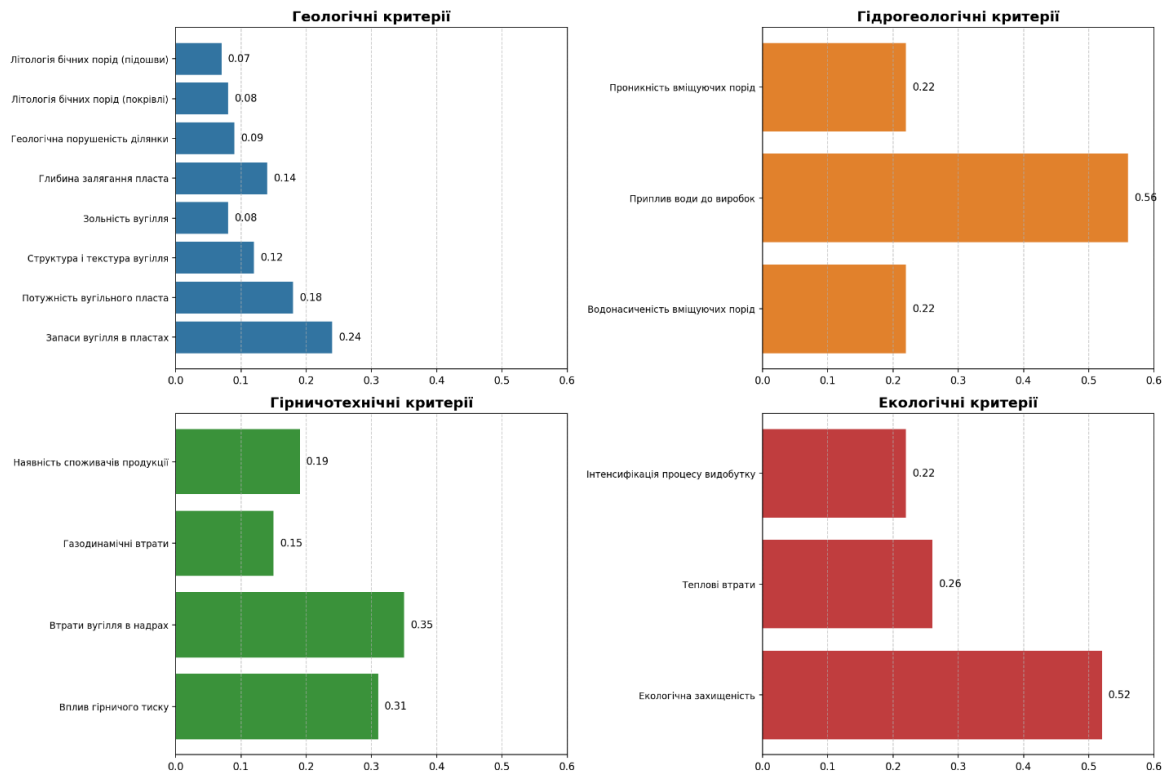 Геологічні критерії
Літологія бічних порід (підошви)
0.07
Літологія бічних порід (покрівлі)
0.08
Геологічна порушеність ділянки
0.09
Глибина залягання пласта
0.14
Зольність вугілля
0.08
Структура і текстура вугілля
0.12
Потужність вугільного пласта
0.18
Запаси вугілля в пластах
0.24
0.0 0.1 0.2 0.3 0.4 0.5 0.6
Гідрогеологічні критерії
Проникність вміщуючих порід
0.22
Приплив води до виробок
0.56
Водонасиченість вміщуючих порід
0.22
0.0 0.1 0.2 0.3 0.4 0.5 0.6
Гірничотехнічні критерії
Наявність споживачів продукції
0.19
Газодинамічні втрати
0.15
Втрати вугілля в надрах
0.35
Вплив гірничого тиску
0.31
0.0 0.1 0.2 0.3 0.4 0.5 0.6
Екологічні критерії
Інтенсифікація процесу видобутку
0.22
Теплові втрати
0.26
Екологічна захищеність
0.52
0.0 0.1 0.2 0.3 0.4 0.5 0.6